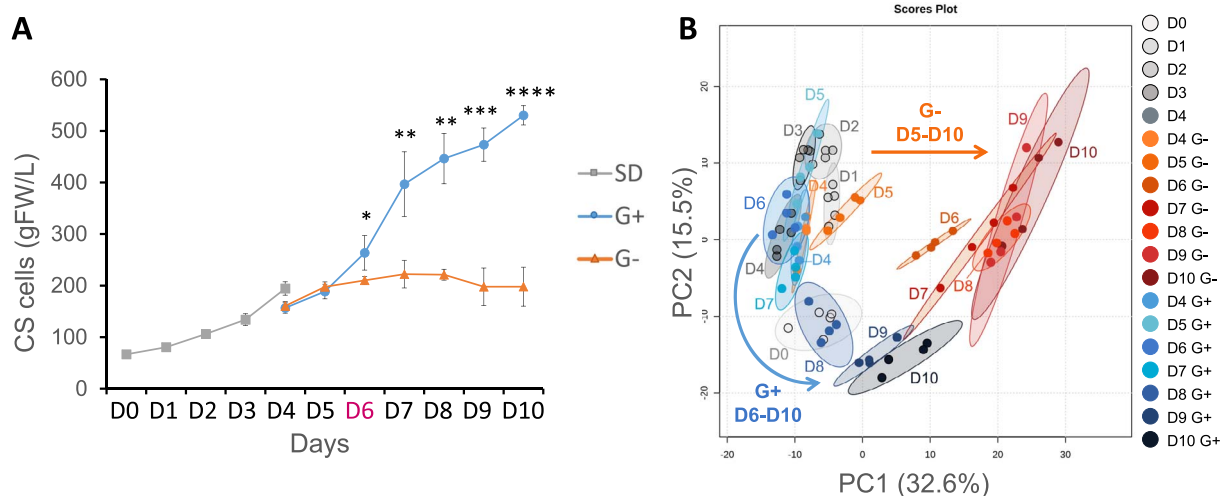 A
CS cells (gFW/L)
600
500
400
300
200
100
0
*
**
**
***
****
D0 D1 D2 D3 D4 D5 D6 D7 D8 D9 D10
Days
SD
G+
G-
B
Scores Plot
PC2 (15.5%)
20
10
0
-10
-20
-20 -10 0 10 20 30
PC1 (32.6%)
D5
D3
D2
D1
D4
D5
D6
D4
D4
D7
D0
D8
D9
D10
D6
D7
D8
D9
D10
G-
D5-D10
G+
D6-D10
D0
D1
D2
D3
D4
D4 G-
D5 G-
D6 G-
D7 G-
D8 G-
D9 G-
D10 G-
D4 G+
D5 G+
D6 G+
D7 G+
D8 G+
D9 G+
D10 G+